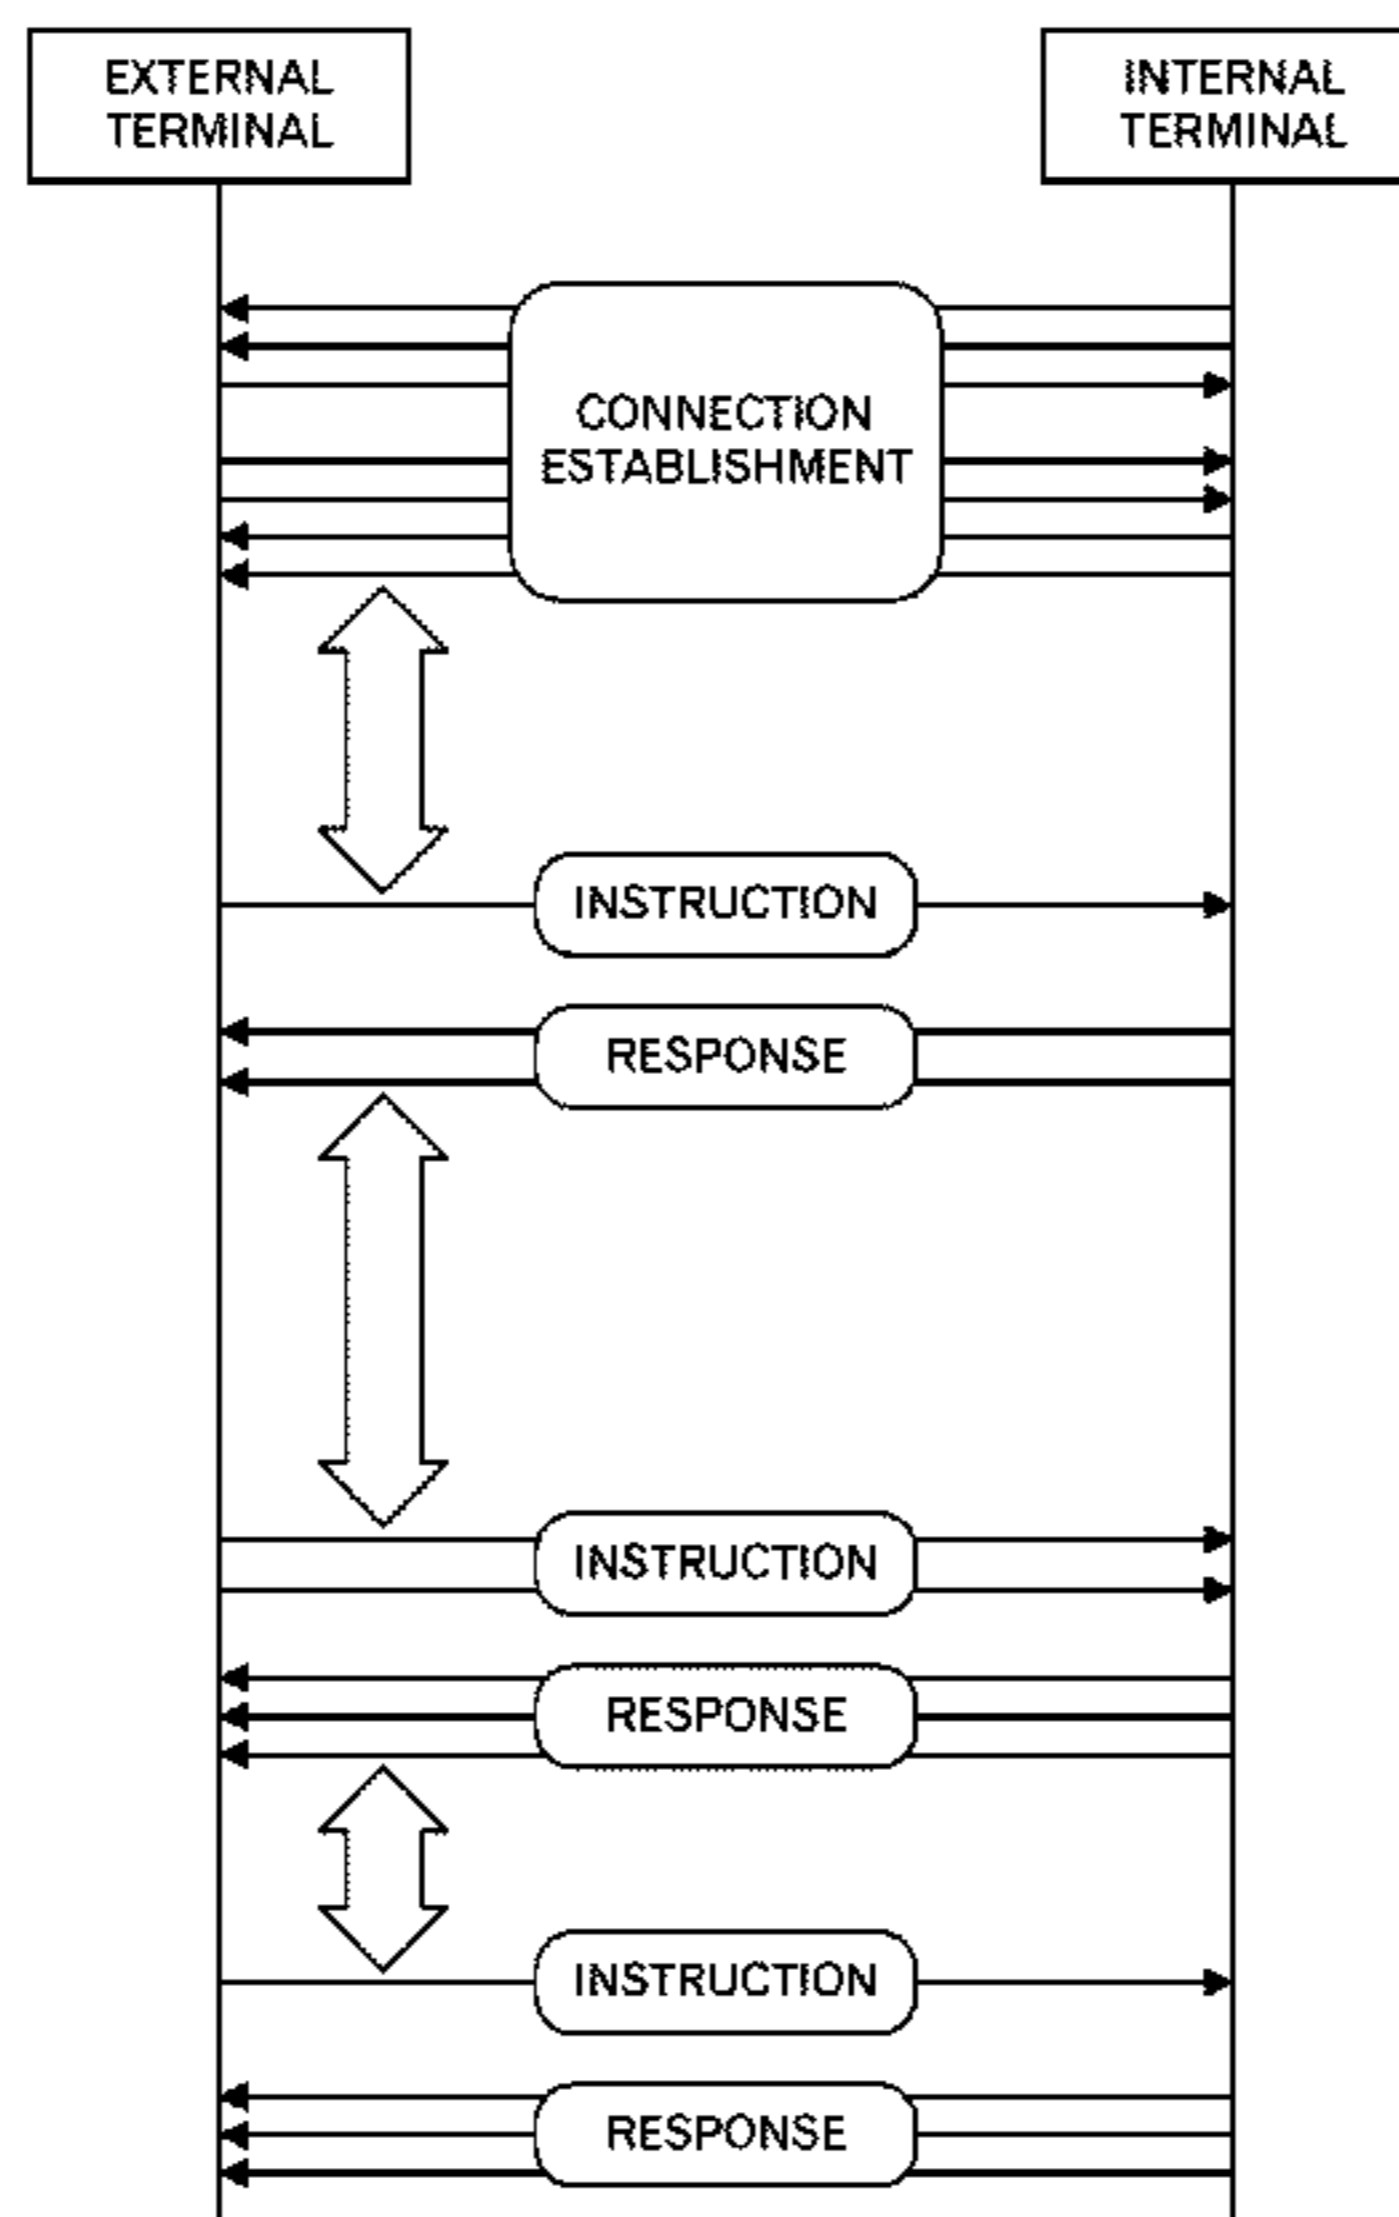 EXTERNAL
TERMINAL
INTERNAL
TERMINAL
CONNECTION
ESTABLISHMENT
INSTRUCTION
RESPONSE
INSTRUCTION
RESPONSE
INSTRUCTION
RESPONSE